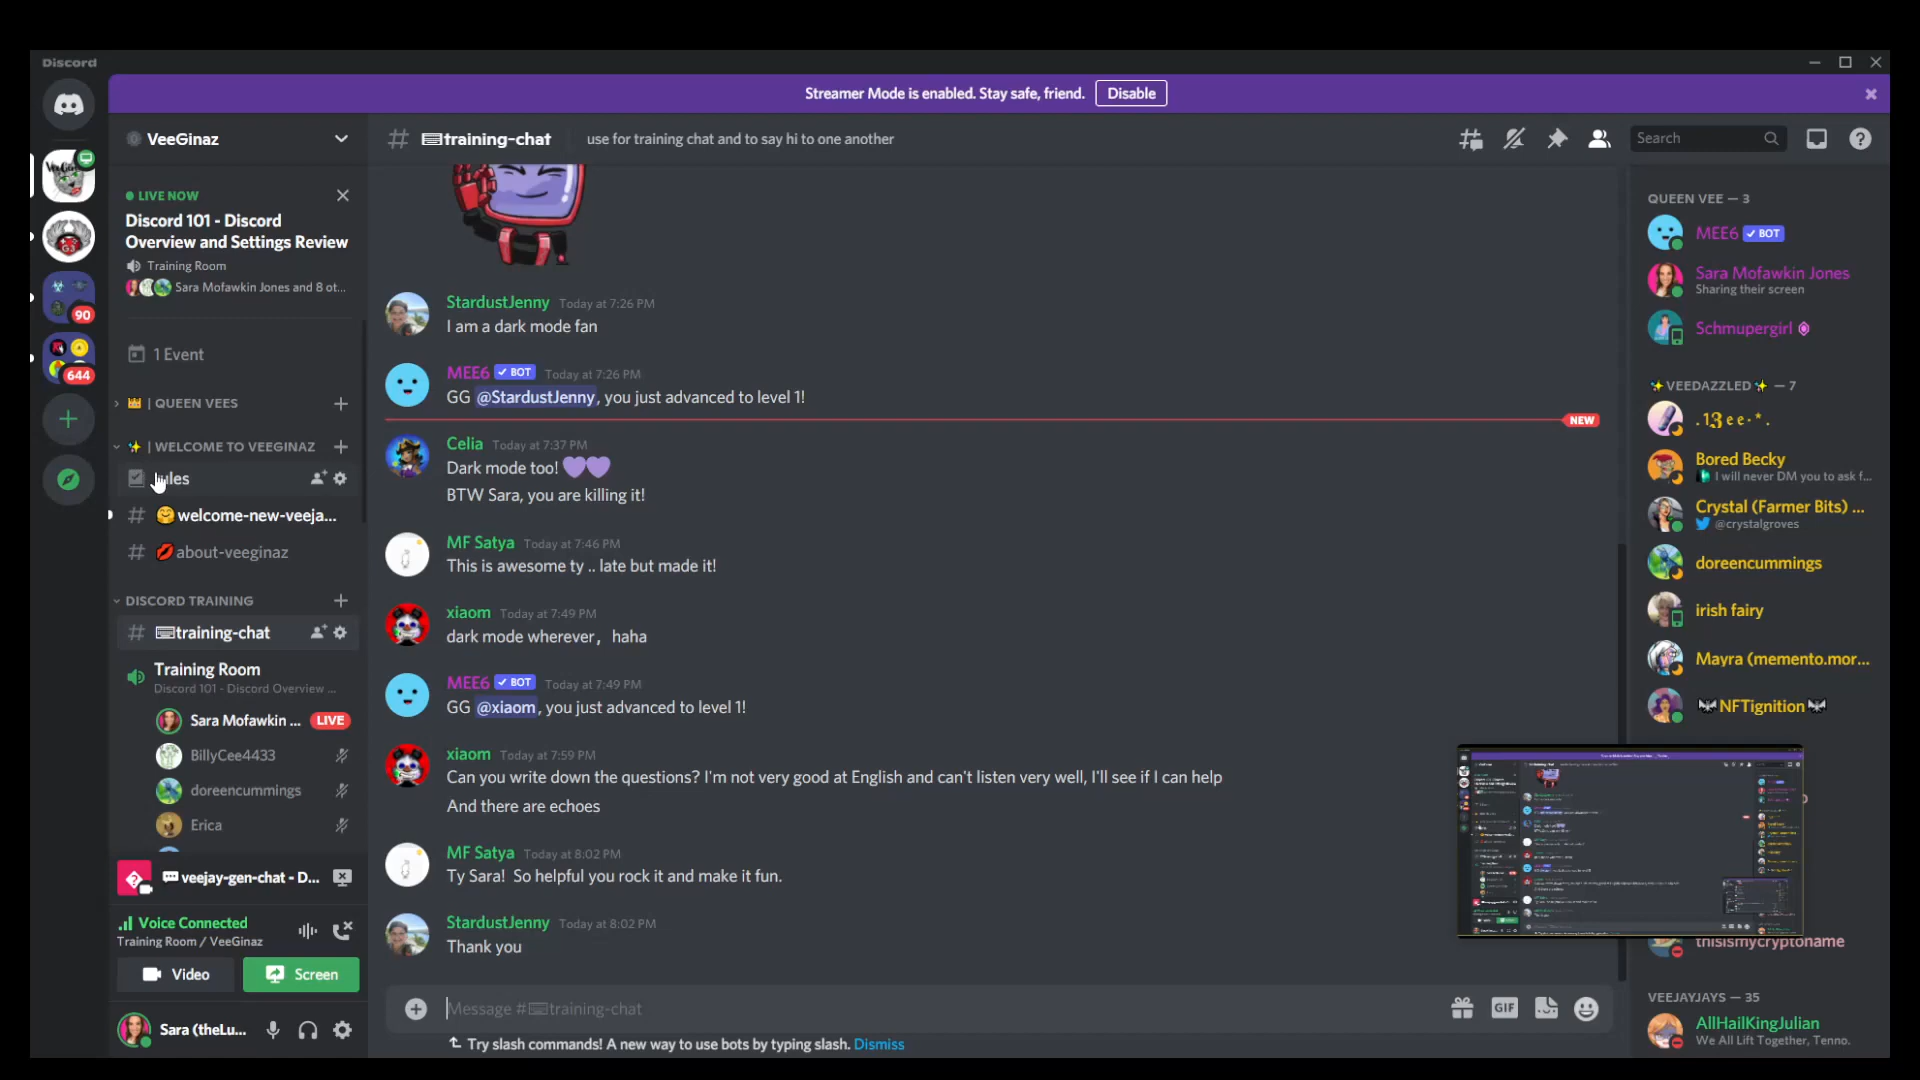 Discord
Streamer Mode is enabled. Stay safe, friend.
Disable
VeeGinaz
LIVE NOW
Discord 101 - Discord
Overview and Settings Review
Training Room
Sara Mofawkin Jones and 8 ot...
1 Event
90
644
| QUEEN VEES
| WELCOME TO VEEGINAZ
ules
welcome-new-veeja...
about-veeginaz
DISCORD TRAINING
training-chat
Training Room
Discord 101 - Discord Overview ...
Sara Mofawkin ... LIVE
BillyCee4433
doreencummings
Erica
veejay-gen-chat - D...
Voice Connected
Training Room / VeeGinaz
Video
Screen
Sara (theLu...
training-chat
use for training chat and to say hi to one another
Search
StardustJenny Today at 7:26 PM
I am a dark mode fan
MEE6 BOT Today at 7:26 PM
GG @StardustJenny, you just advanced to level 1!
NEW
Celia Today at 7:37 PM
Dark mode too!
BTW Sara, you are killing it!
MF Satya Today at 7:46 PM
This is awesome ty .. late but made it!
xiaom Today at 7:49 PM
dark mode wherever，haha
MEE6 BOT Today at 7:49 PM
GG @xiaom, you just advanced to level 1!
xiaom Today at 7:59 PM
Can you write down the questions? I'm not very good at English and can't listen very well, I'll see if I can help
And there are echoes
MF Satya Today at 8:02 PM
Ty Sara! So helpful you rock it and make it fun.
StardustJenny Today at 8:02 PM
Thank you
Message #training-chat
GIF
Try slash commands! A new way to use bots by typing slash. Dismiss
QUEEN VEE — 3
MEE6 BOT
Sara Mofawkin Jones
Sharing their screen
Schmupergirl
VEEDAZZLED — 7
.13ee·*.
Bored Becky
I will never DM you to ask f...
Crystal (Farmer Bits) ...
@crystalgroves
doreencummings
irish fairy
Mayra (memento.mor...
NFTignition
thisismycryptoname
VEEJAYJAYS — 35
AllHailKingJulian
We All Lift Together, Tenno.